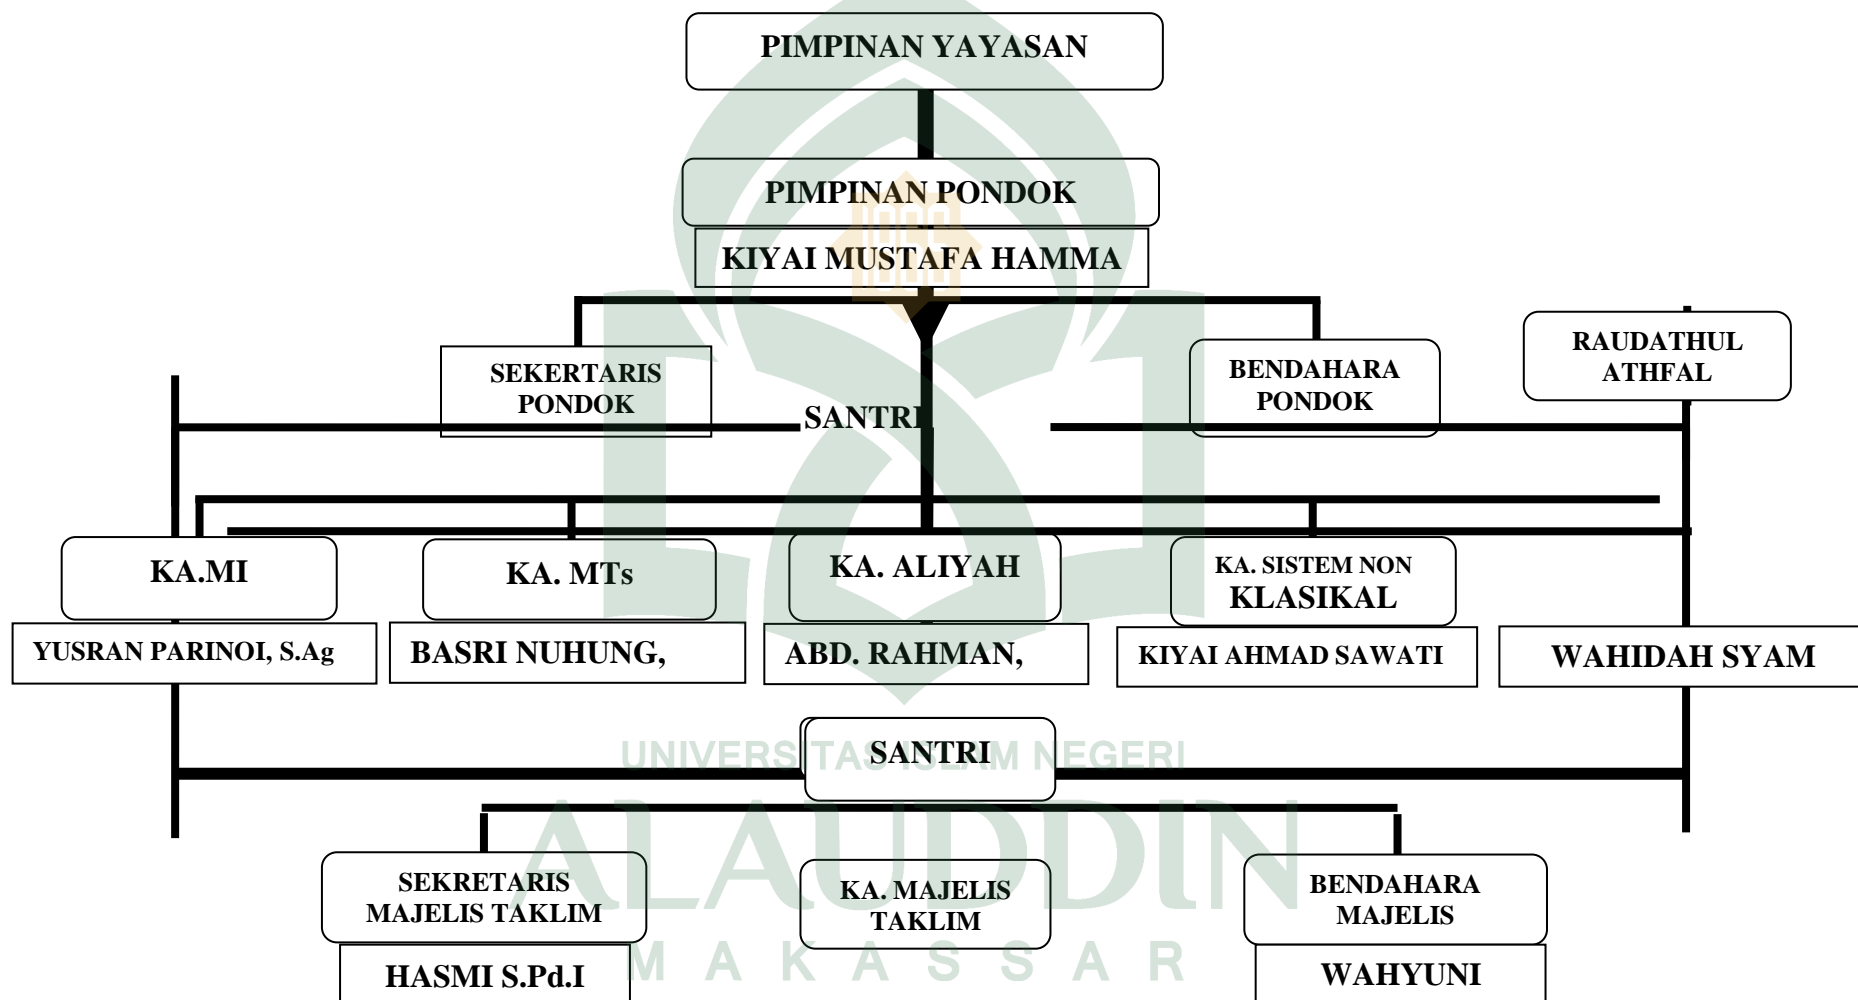 PIMPINAN YAYASAN
PIMPINAN PONDOK
KIYAI MUSTAFA HAMMA
SEKERTARIS
PONDOK
SANTRI
BENDAHARA
PONDOK
RAUDATHUL
ATHFAL
KA.MI
KA. MTs
KA. ALIYAH
KA. SISTEM NON
KLASIKAL
YUSRAN PARINOI, S.Ag
BASRI NUHUNG,
ABD. RAHMAN,
KIYAI AHMAD SAWATI
WAHIDAH SYAM
SANTRI
UNIVERSITAS ISLAM NEGERI
ALAUDDIN
MAKASSAR
SEKRETARIS
MAJELIS TAKLIM
KA. MAJELIS
TAKLIM
BENDAHARA
MAJELIS
HASMI S.Pd.I
WAHYUNI